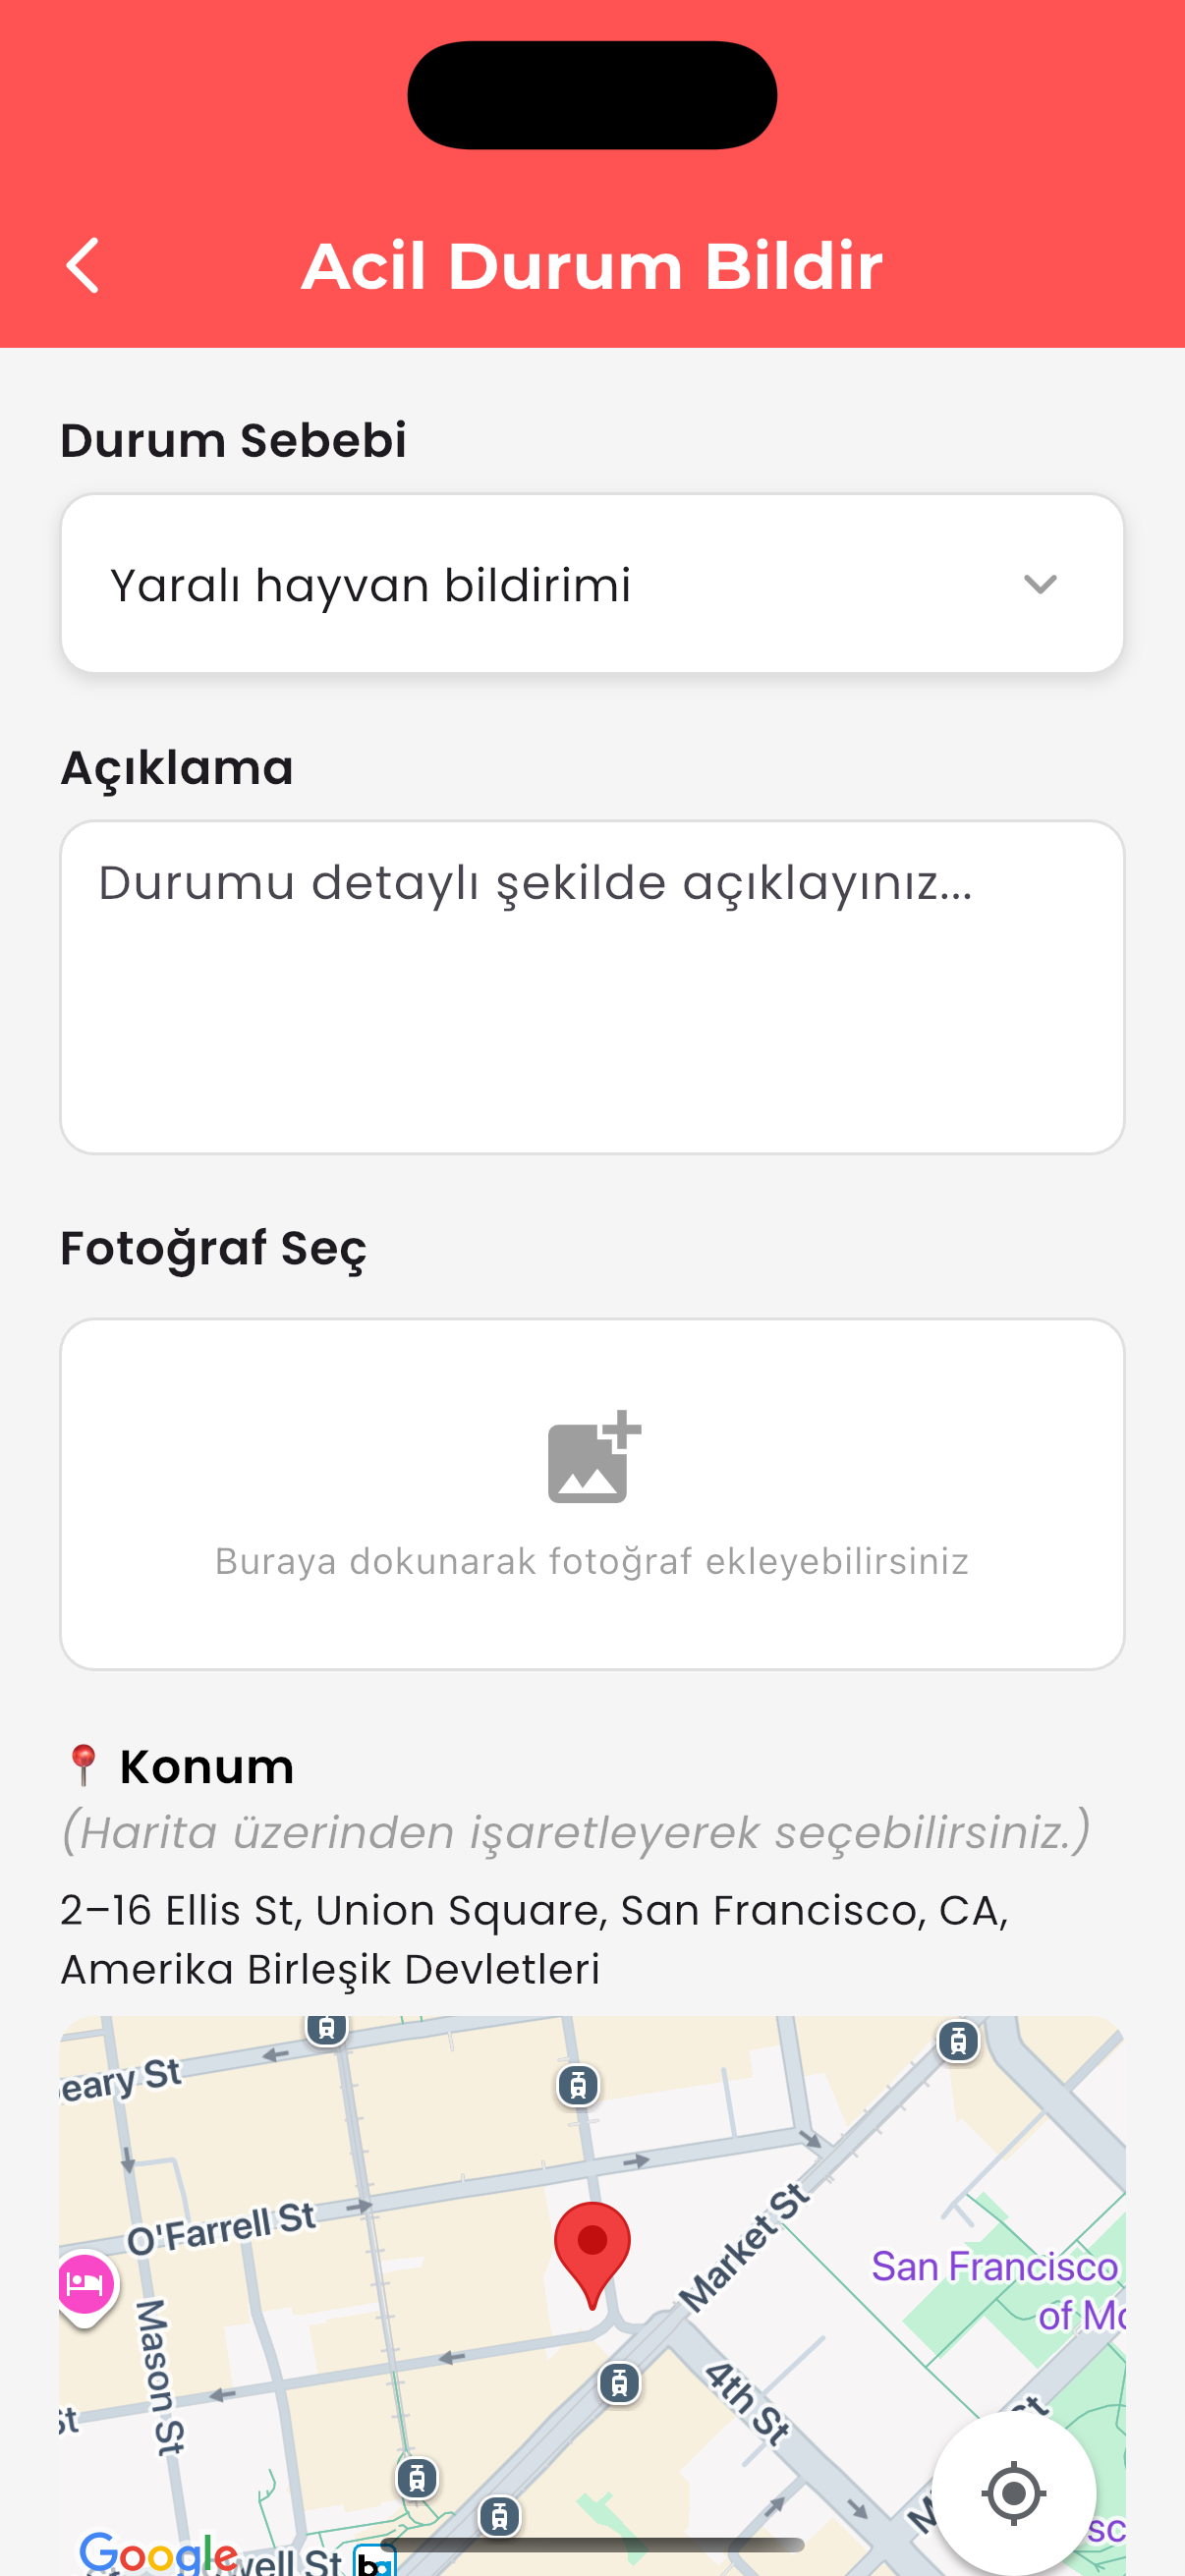 Acil Durum Bildir
Durum Sebebi
Yaralı hayvan bildirimi
Açıklama
Durumu detaylı şekilde açıklayınız...
Fotoğraf Seç
Buraya dokunarak fotoğraf ekleyebilirsiniz
Konum
(Harita üzerinden işaretleyerek seçebilirsiniz.)
2–16 Ellis St, Union Square, San Francisco, CA,
Amerika Birleşik Devletleri
eary St
O'Farrell St
Market St
San Francisco
of Mo
Mason St
4th St
St
St
Google
well St